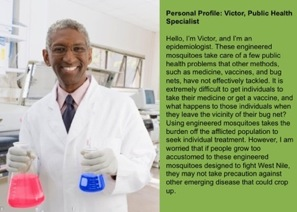 Personal Profile: Victor, Public Health
Specialist
Hello, I'm Victor, and I'm an
epidemiologist. These engineered
mosquitoes take care of a few public
health problems that other methods,
such as medicine, vaccines, and bug
nets, have not effectively tackled. It is
extremely difficult to get individuals to
take their medicine or get a vaccine, and
what happens to those individuals when
they leave the vicinity of their bug net?
Using engineered mosquitoes takes the
burden off the afflicted population to
seek individual treatment. However, I am
worried that if people grow too
accustomed to these engineered
mosquitoes designed to fight West Nile,
they may not take precaution against
other emerging disease that could crop
up.